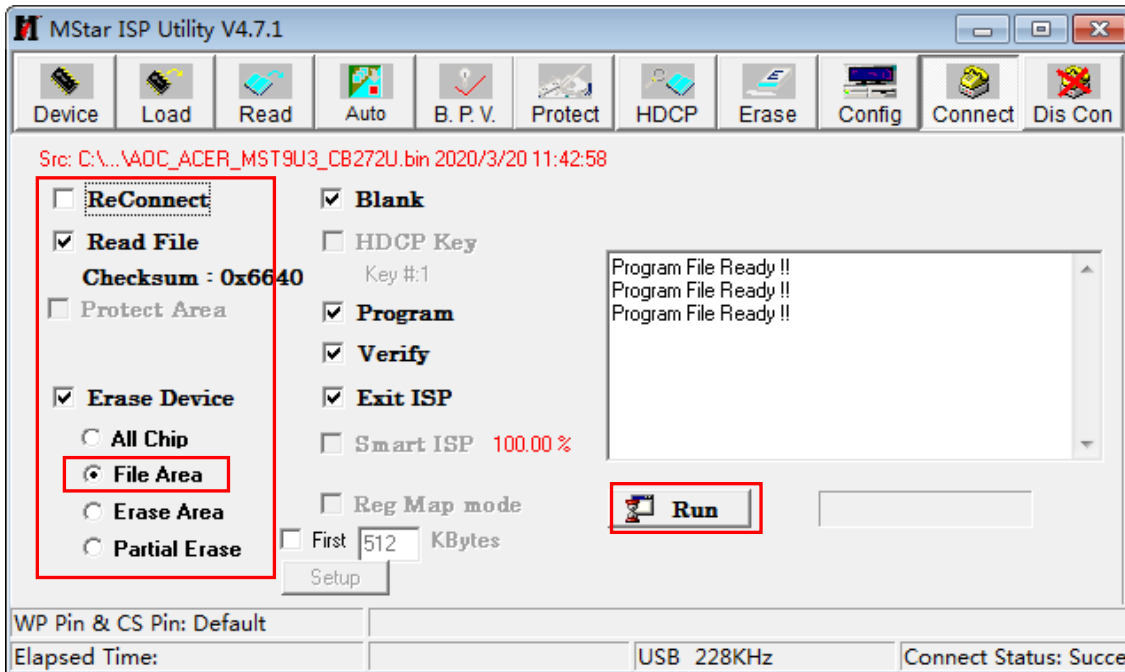 MStar ISP Utility V4.7.1
Device Load Read Auto B. P. V. Protect HDCP Erase Config Connect Dis Con
Src: C:\...\AOC_ACER_MST9U3_CB272U.bin 2020/3/20 11:42:58
ReConnect
Blank
Read File
HDCP Key
Checksum : 0x6640
Key #:1
Protect Area
Program
Verify
Program File Ready !!
Program File Ready !!
Program File Ready !!
Erase Device
Exit ISP
All Chip
Smart ISP 100.00 %
File Area
Erase Area
Reg Map mode
Run
Partial Erase
First 512 KBytes
Setup
WP Pin & CS Pin: Default
Elapsed Time:
USB 228KHz
Connect Status: Succe